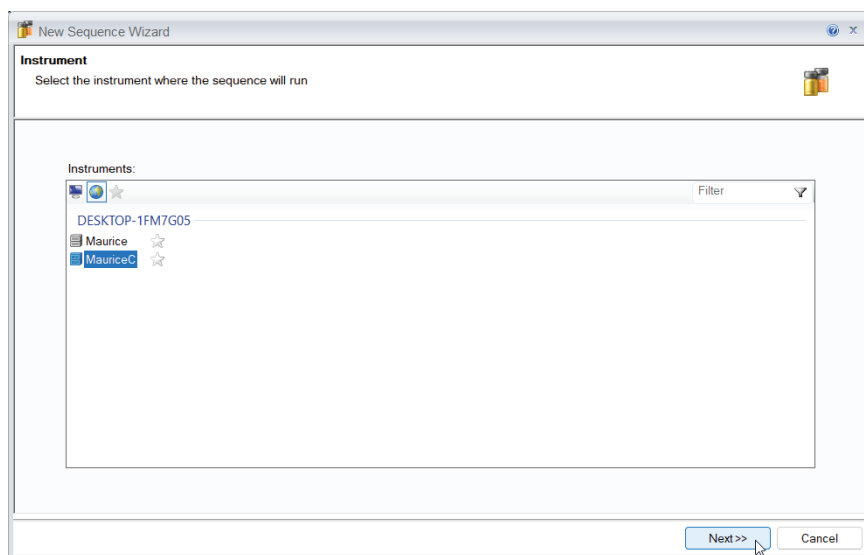 New Sequence Wizard
Instrument
Select the instrument where the sequence will run
Instruments:
Filter
DESKTOP-1FM7G05
Maurice
MauriceC
Next>>
Cancel